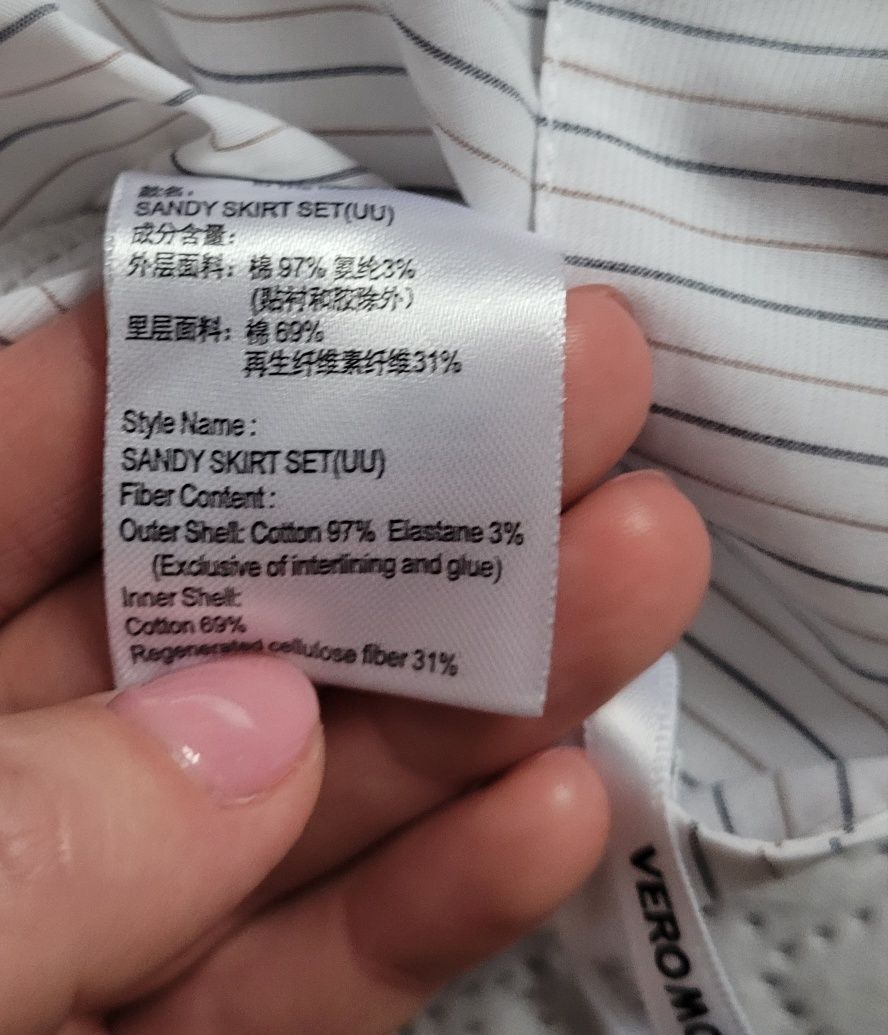 款名：
SANDY SKIRT SET(UU)
成分含量：
外层面料：棉 97% 氨纶3%
(贴衬和胶除外)
里层面料：棉 69%
再生纤维素纤维31%
Style Name :
SANDY SKIRT SET(UU)
Fiber Content :
Outer Shell: Cotton 97% Elastane 3%
(Exclusive of interlining and glue)
Inner Shell:
Cotton 69%
Regenerated cellulose fiber 31%
VERO